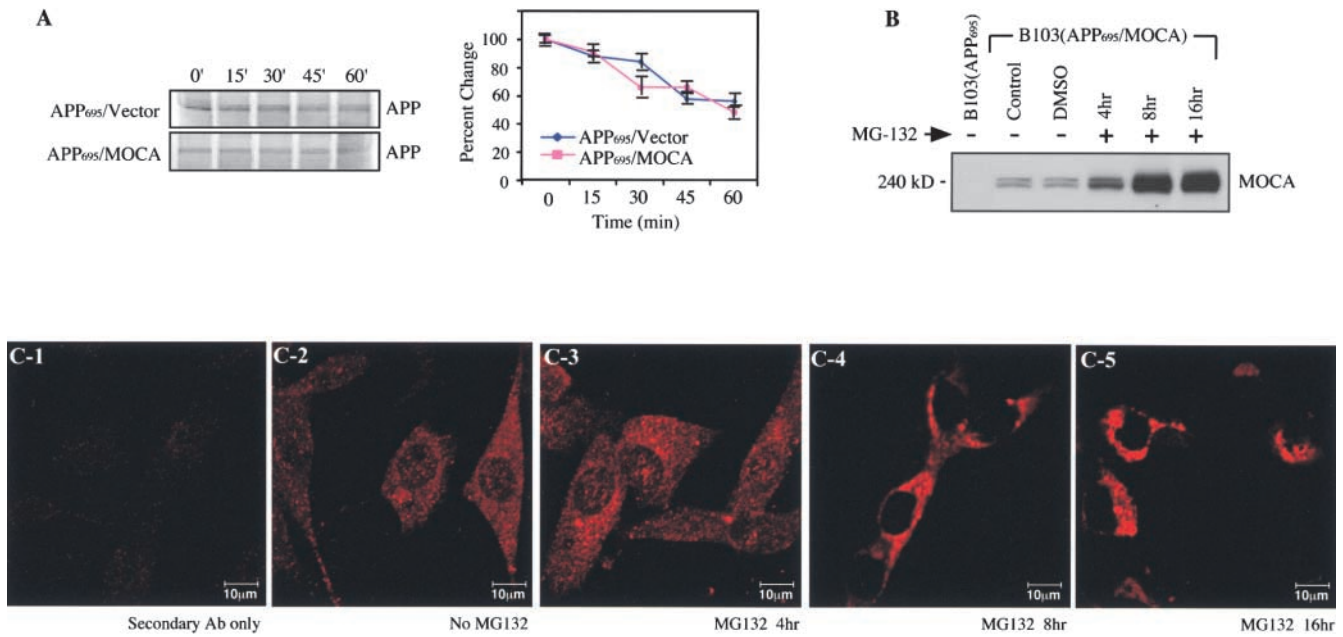 A
0' 15' 30' 45' 60'
APP695/Vector APP
APP695/MOCA APP
Percent Change
100
80
60
40
20
0
APP695/Vector
APP695/MOCA
0 15 30 45 60
Time (min)
B
B103(APP695)
B103(APP695/MOCA)
Control
DMSO
4hr
8hr
16hr
MG-132 - - - + + +
240 kD - MOCA
C-1
10μm
Secondary Ab only
C-2
10μm
No MG132
C-3
10μm
MG132 4hr
C-4
10μm
MG132 8hr
C-5
10μm
MG132 16hr